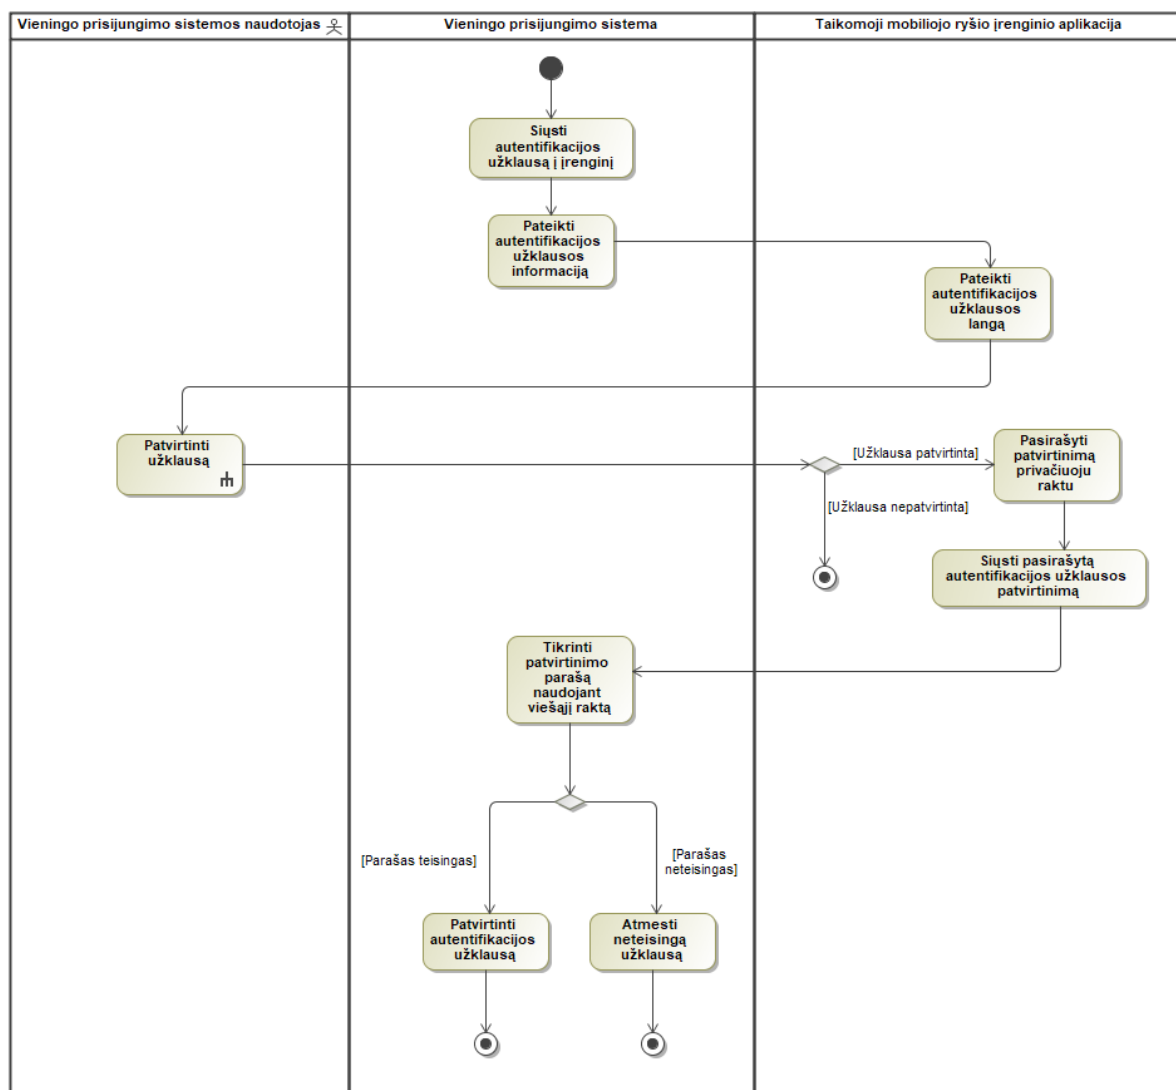 Vieningo prisijungimo sistemos naudotojas
Vieningo prisijungimo sistema
Taikomoji mobiliojo ryšio įrenginio aplikacija
Siųsti
autentifikacijos
užklausą į įrenginį
Pateikti
autentifikacijos
užklausos
informaciją
Pateikti
autentifikacijos
užklausos
langą
Patvirtinti
užklausą
[Užklausa patvirtinta]
Pasirašyti
patvirtinimą
privačiuoju
raktu
[Užklausa nepatvirtinta]
Siųsti pasirašytą
autentifikacijos užklausos
patvirtinimą
Tikrinti
patvirtinimo
parašą
naudojant
viešąjį raktą
[Parašas teisingas]
[Parašas
neteisingas]
Patvirtinti
autentifikacijos
užklausą
Atmesti
neteisingą
užklausą